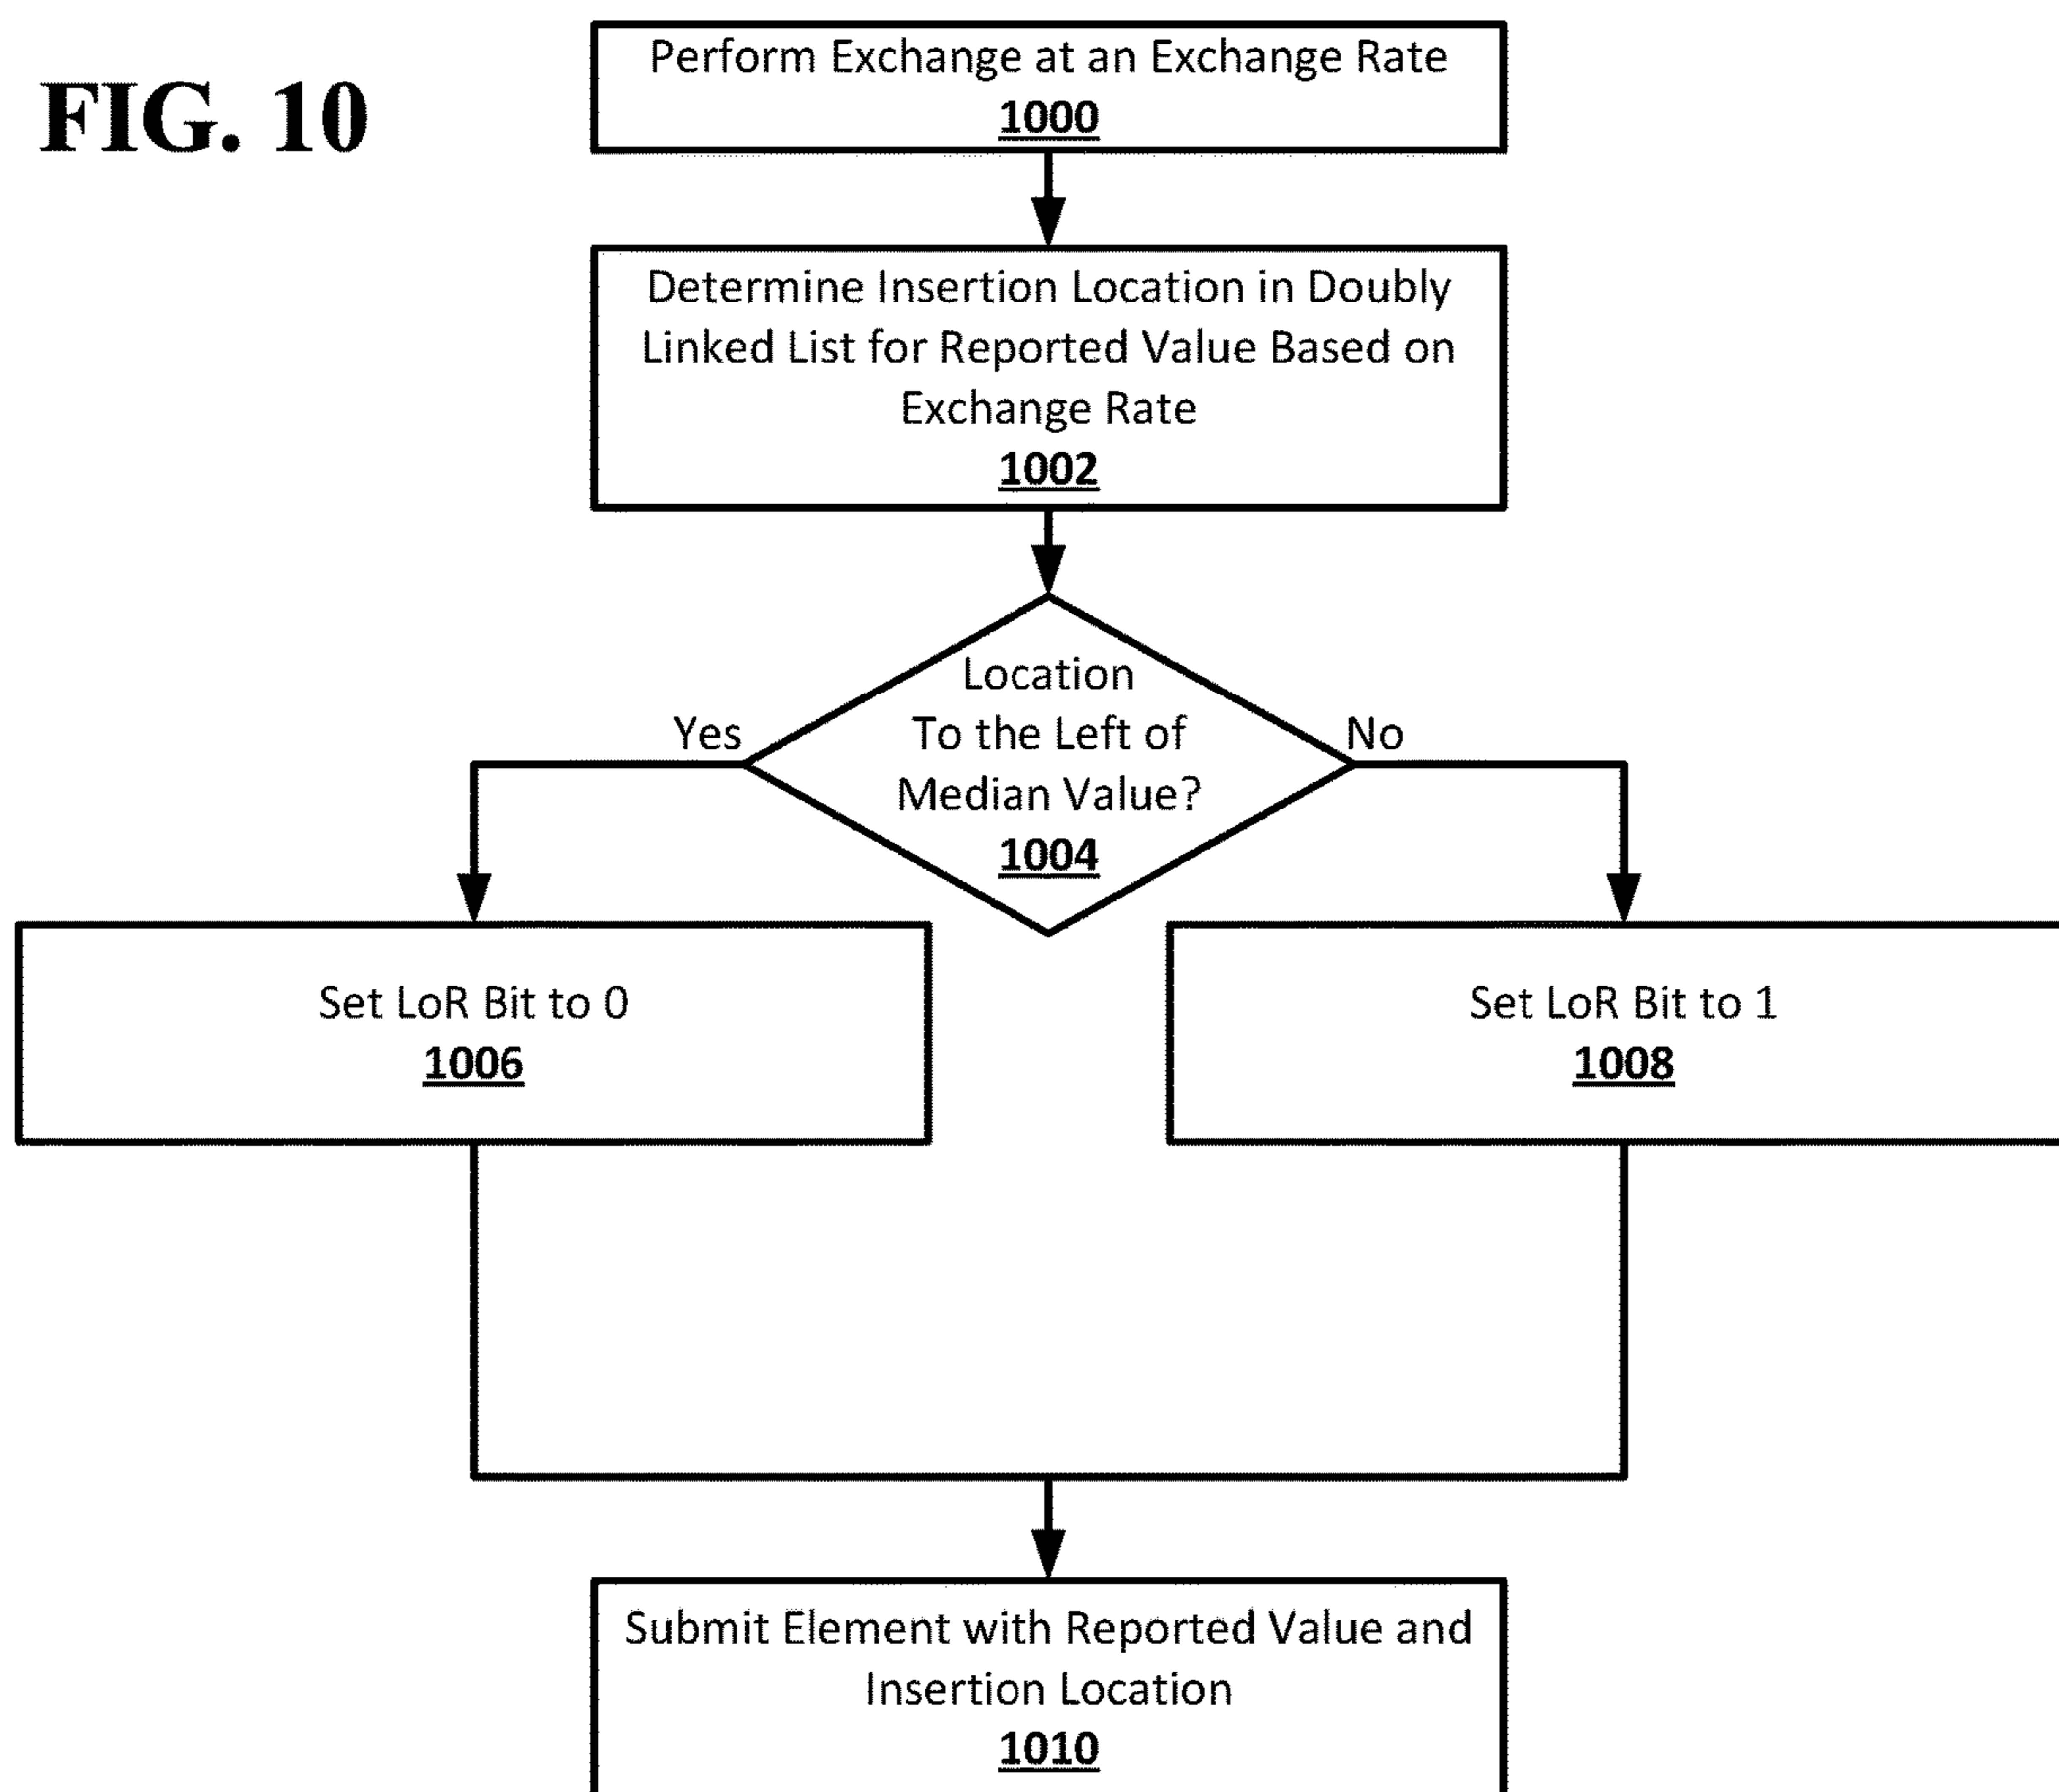 FIG. 10
Perform Exchange at an Exchange Rate
1000
Determine Insertion Location in Doubly
Linked List for Reported Value Based on
Exchange Rate
1002
Location
To the Left of
Median Value?
1004
Yes
No
Set LoR Bit to 0
1006
Set LoR Bit to 1
1008
Submit Element with Reported Value and
Insertion Location
1010